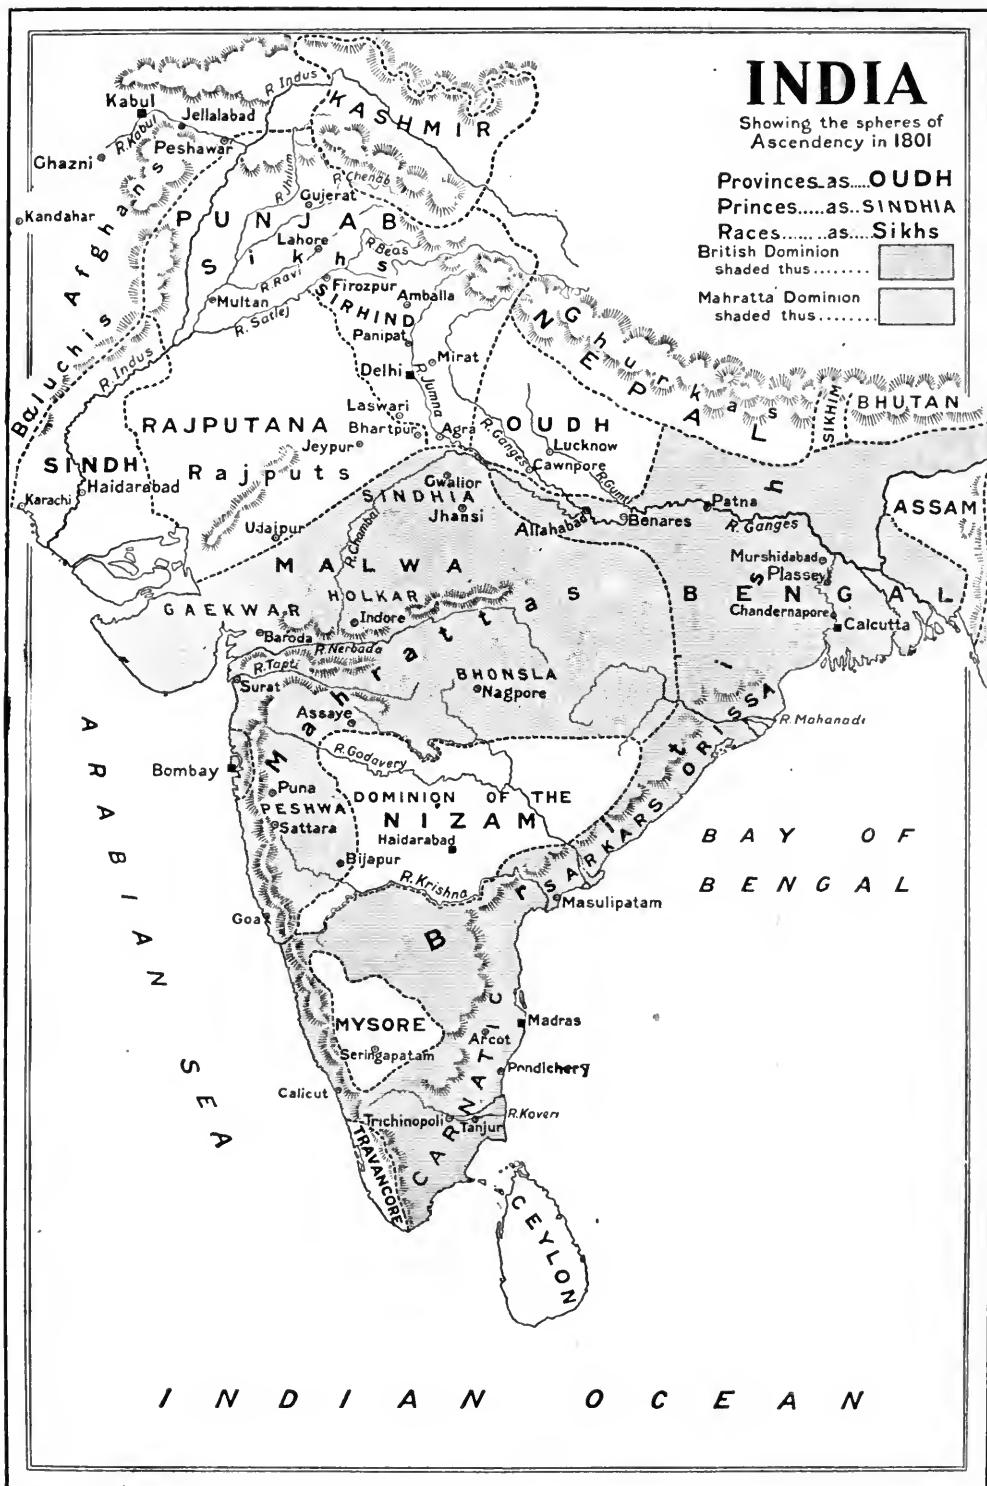 INDIA
Showing the spheres of
Ascendency in 1801
Provinces as.....OUDH
Princes.....as..SINDHIA
Races........as....Sikhs
British Dominion
shaded thus........
Mahratta Dominion
shaded thus........
R. Indus
KASHMIR
Kabul
Jellalabad
R. Kabul
Peshawar
Ghazni
Kandahar
Afghans
Baluchis
R. Jhilum
R. Chenab
Gujerat
PUNJAB
Sikhs
Lahore
R. Beas
R. Ravi
Multan
R. Satlej
Firozpur
SIRHIND
Amballa
Panipat
Mirat
Delhi
R. Jumna
R. Indus
NEPAL
Ghurkas
SIKHIM
BHUTAN
RAJPUTANA
Rajputs
Laswari
Bhartpur
Jeypur
Agra
OUDH
R. Ganges
Lucknow
Cawnpore
R. Gumti
SINDH
Haidarabad
Karachi
Gwalior
SINDHIA
Jhansi
Udaipur
R. Chambal
Allahabad
Benares
Patna
R. Ganges
ASSAM
MALWA
HOLKAR
Indore
GAEKWAR
Baroda
R. Nerbada
R. Tapti
Surat
Mahrattas
BHONSLA
Nagpore
Murshidabad
Plassey
BENGAL
Chandernapore
Calcutta
British
ORISSA
R. Mahanadi
Assaye
R. Godavery
Bombay
Puna
PESHWA
Sattara
Bijapur
DOMINION OF THE
NIZAM
Haidarabad
R. Krishna
SARKARS
Masulipatam
Goa
MYSORE
Seringapatam
Arcot
Madras
CARNATIC
Pondichery
Calicut
Trichinopoli
Tanjur
R. Koveri
TRAVANCORE
CEYLON
ARABIAN SEA
BAY OF
BENGAL
INDIAN OCEAN